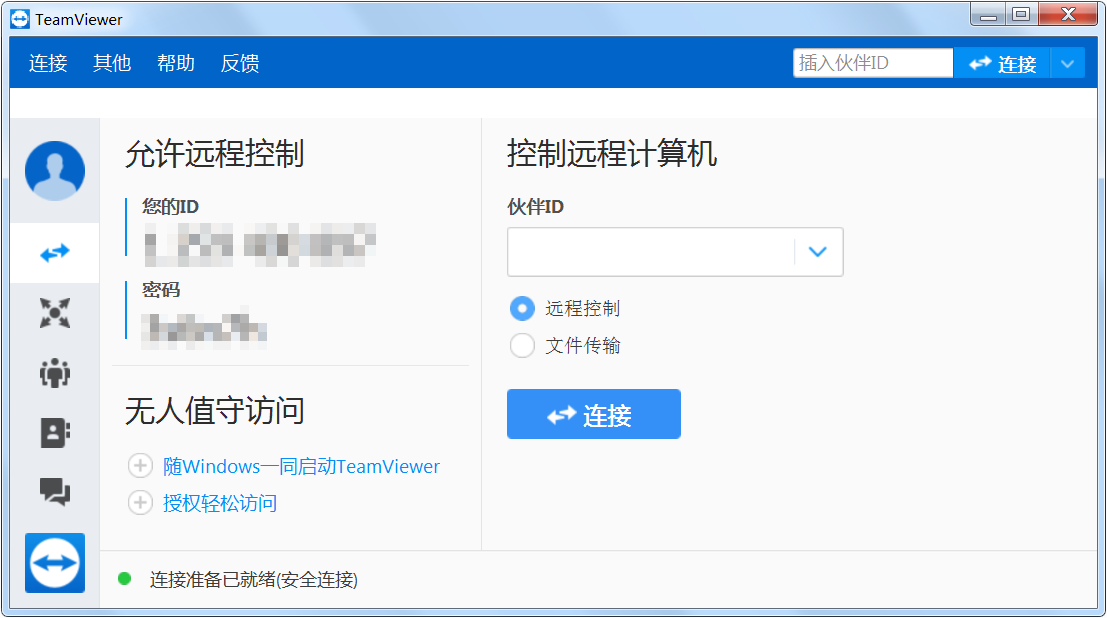 TeamViewer
连接 其他 帮助 反馈
插入伙伴ID 连接
允许远程控制
您的ID
密码
无人值守访问
随Windows一同启动TeamViewer
授权轻松访问
控制远程计算机
伙伴ID
远程控制
文件传输
连接
连接准备已就绪(安全连接)